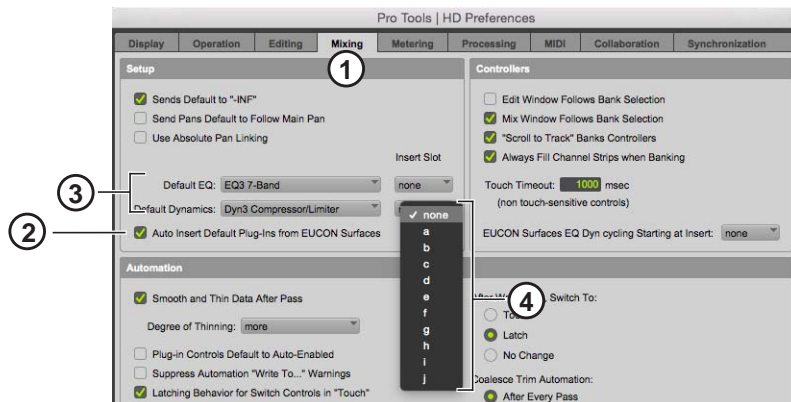 Pro Tools | HD Preferences
Display Operation Editing Mixing Metering Processing MIDI Collaboration Synchronization
1
Setup
Sends Default to "-INF"
Send Pans Default to Follow Main Pan
Use Absolute Pan Linking
Insert Slot
3
Default EQ: EQ3 7-Band none
Default Dynamics: Dyn3 Compressor/Limiter
2
Auto Insert Default Plug-Ins from EUCON Surfaces
✓ none
a
b
c
d
e
f
g
h
i
j
4
Controllers
Edit Window Follows Bank Selection
Mix Window Follows Bank Selection
"Scroll to Track" Banks Controllers
Always Fill Channel Strips when Banking
Touch Timeout: 1000 msec
(non touch-sensitive controls)
EUCON Surfaces EQ Dyn cycling Starting at Insert: none
Automation
Smooth and Thin Data After Pass
Degree of Thinning: more
Plug-in Controls Default to Auto-Enabled
Suppress Automation "Write To..." Warnings
Latching Behavior for Switch Controls in "Touch"
Switch To:
Latch
No Change
Coalesce Trim Automation:
After Every Pass